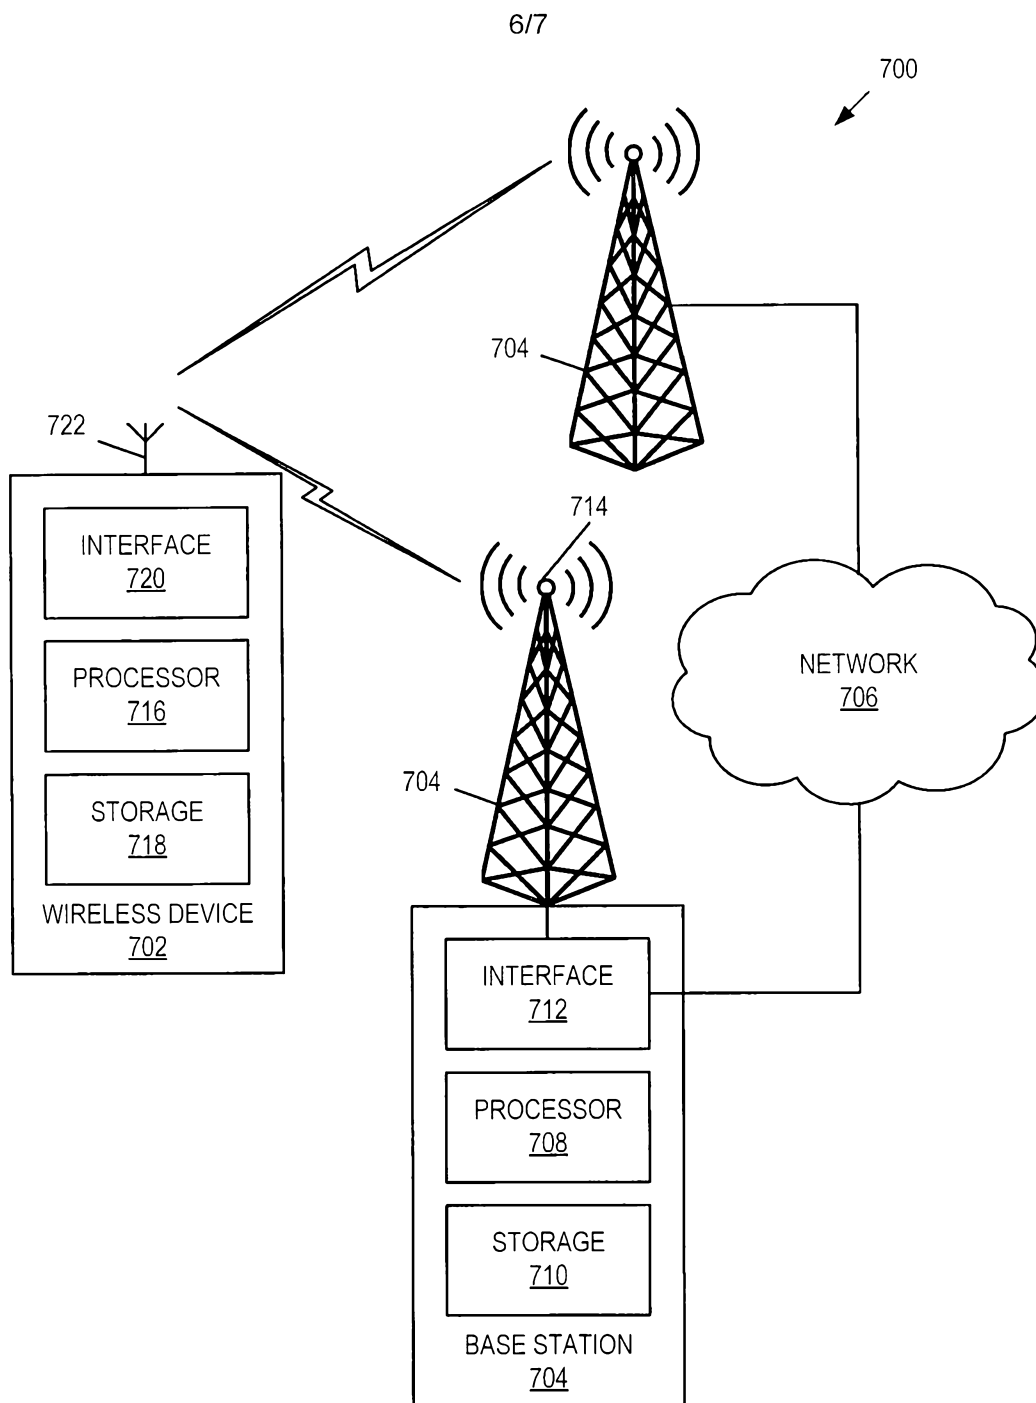 6/7
700
704
722
714
INTERFACE
720
PROCESSOR
716
STORAGE
718
WIRELESS DEVICE
702
NETWORK
706
704
INTERFACE
712
PROCESSOR
708
STORAGE
710
BASE STATION
704